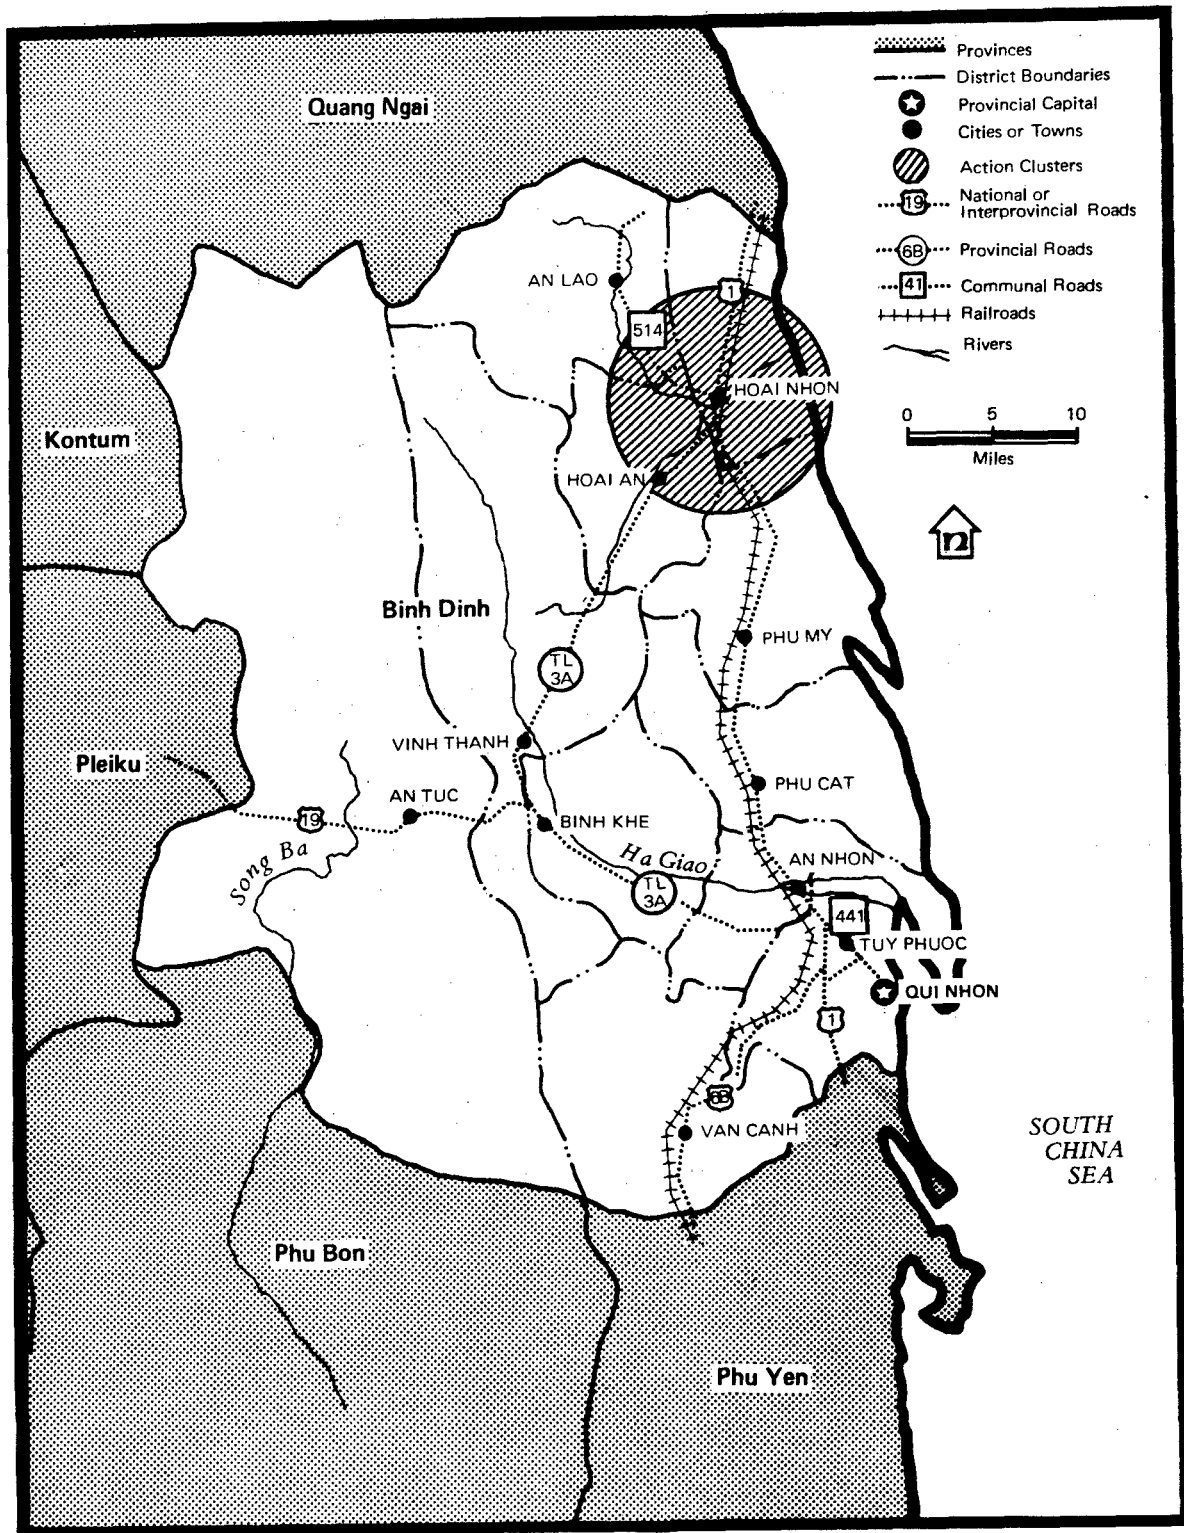 Provinces
District Boundaries
Provincial Capital
Cities or Towns
Action Clusters
19
National or
Interprovincial Roads
6B
Provincial Roads
41
Communal Roads
Railroads
Rivers
0 5 10
Miles
n
Quang Ngai
AN LAO
1
514
HOAI NHON
Kontum
HOAI AN
Binh Dinh
PHU MY
TL
3A
VINH THANH
Pleiku
PHU CAT
AN TUC
19
BINH KHE
Song Ba
Ha Giao
AN NHON
TL
3A
441
TUY PHUOC
QUI NHON
1
6B
VAN CANH
SOUTH
CHINA
SEA
Phu Bon
Phu Yen